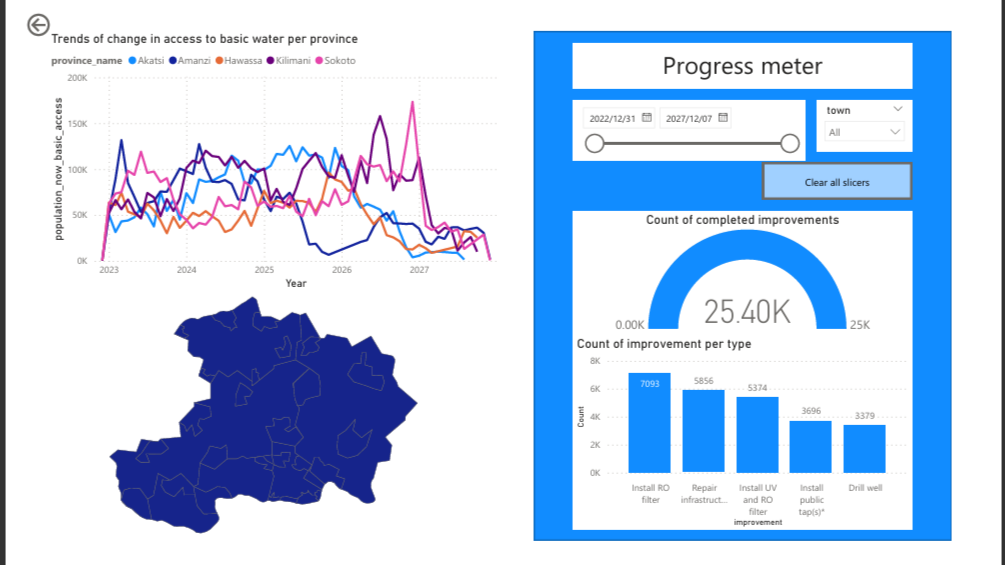 Trends of change in access to basic water per province
province_name Akatsi Amanzi Hawassa Kilimani Sokoto
200K
150K
100K
50K
0K
population_now_basic_access
2023 2024 2025 2026 2027
Year
Progress meter
2022/12/31 2027/12/07
town
All
Clear all slicers
Count of completed improvements
25.40K
0.00K 25K
Count of improvement per type
8K
6K
4K
2K
0K
Count
7093 5856 5374 3696 3379
Install RO
filter
Repair
infrastruct...
Install UV
and RO
filter
Install
public
tap(s)*
Drill well
improvement